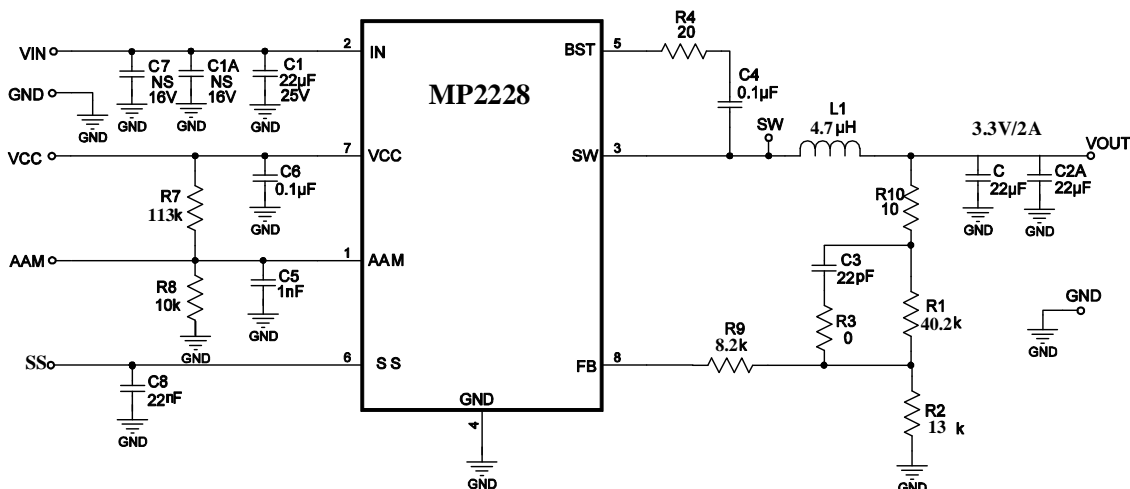 VIN
GND
GND
C7
NS
16V
GND
C1A
NS
16V
GND
C1
22µF
25V
GND
2
IN
MP2228
BST
5
R4
20
C4
0.1µF
SW
L1
4.7µH
3.3V/2A
VOUT
VCC
7
VCC
SW
3
R7
113k
C6
0.1µF
GND
C
22µF
GND
C2A
22µF
GND
R10
10
AAM
1
AAM
R8
10k
GND
C5
1nF
GND
C3
22pF
R3
0
R1
40.2k
GND
GND
R9
8.2k
SS
6
SS
FB
8
C8
22nF
GND
GND
4
GND
R2
13 k
GND